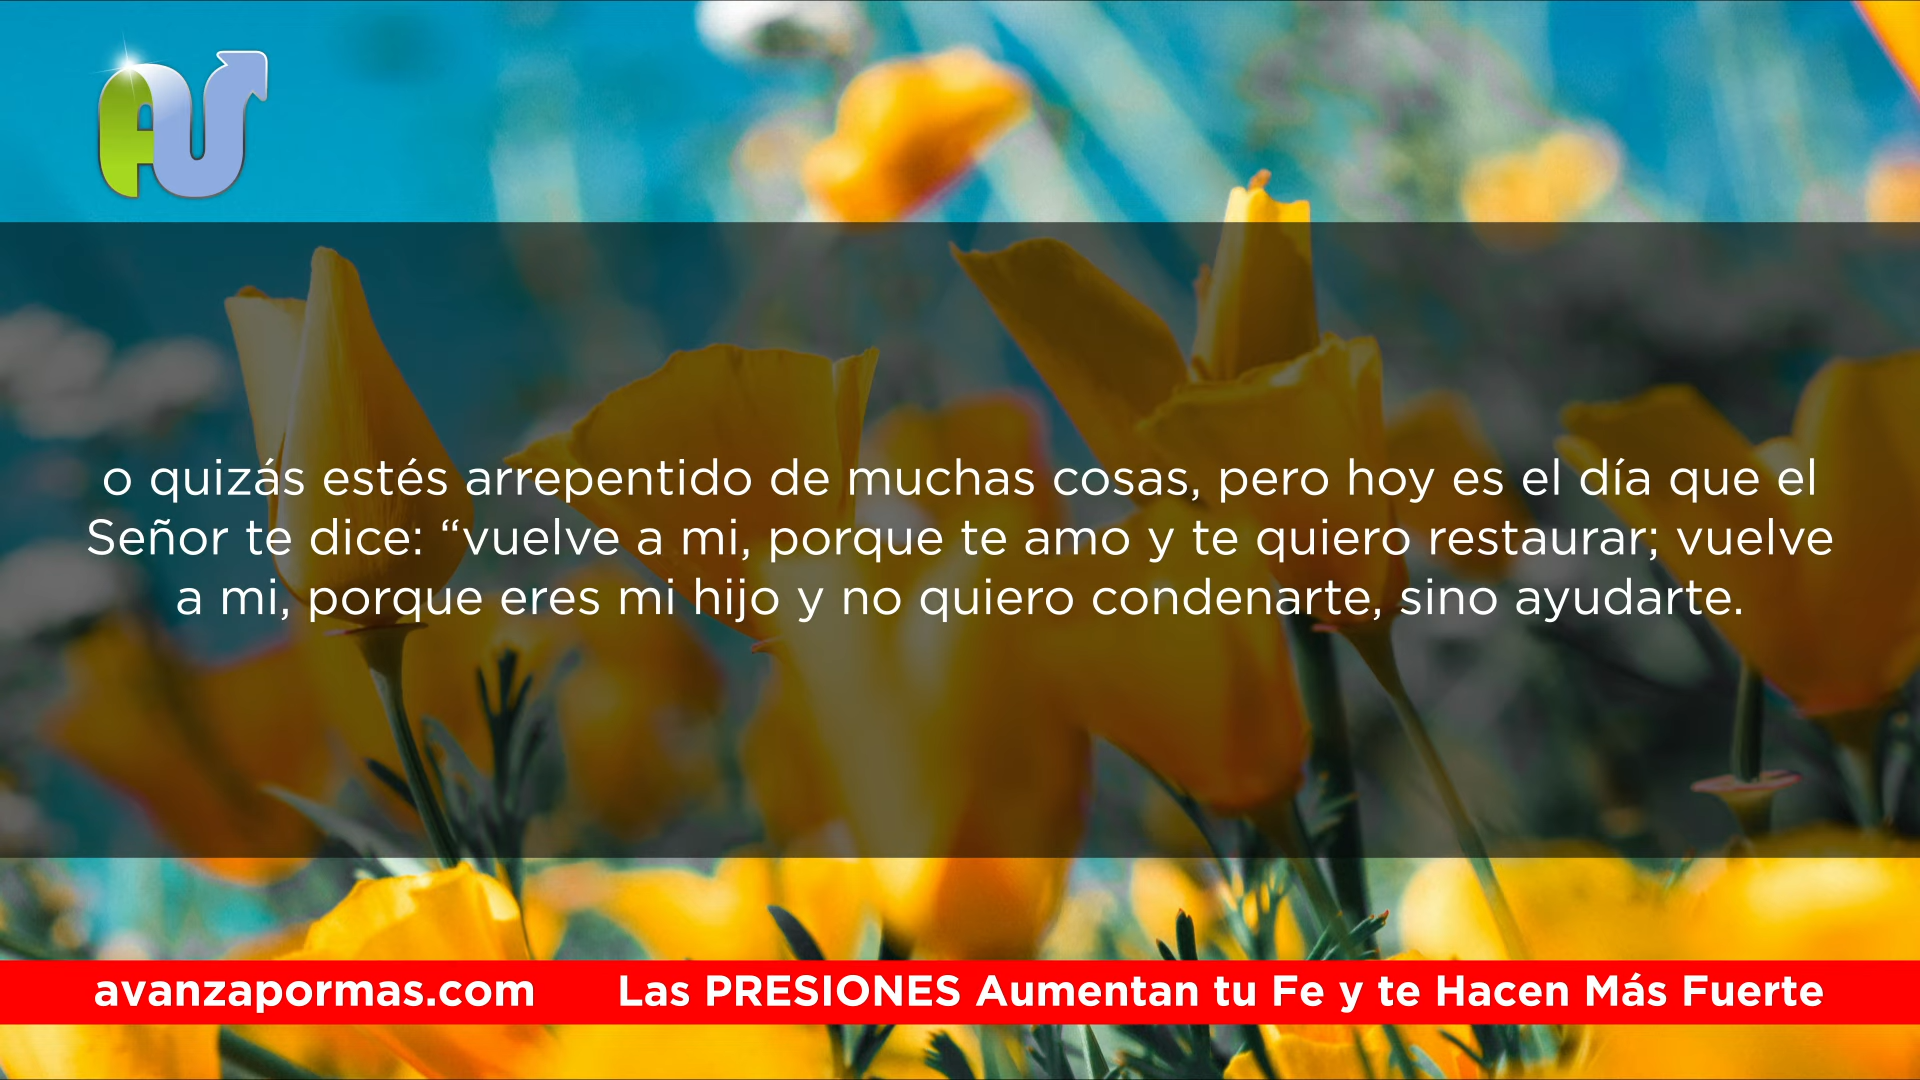 o quizás estés arrepentido de muchas cosas, pero hoy es el día que el
Señor te dice: “vuelve a mi, porque te amo y te quiero restaurar; vuelve
a mi, porque eres mi hijo y no quiero condenarte, sino ayudarte.
avanzapormas.com Las PRESIONES Aumentan tu Fe y te Hacen Más Fuerte